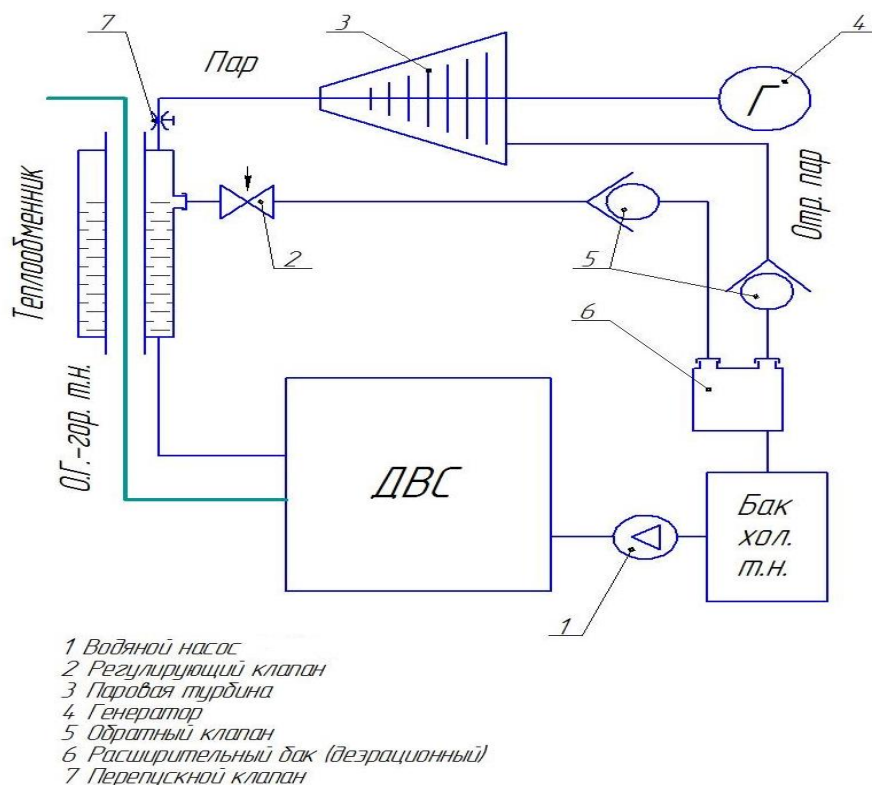 7
Пар
3
4
Г
Теплообменник
О.Г.-гор. т.н.
2
5
Отр. пар
6
ДВС
Бак
хол.
т.н.
1
1 Водяной насос
2 Регулирующий клапан
3 Паровая турбина
4 Генератор
5 Обратный клапан
6 Расширительный бак (деэрационный)
7 Перепускной клапан